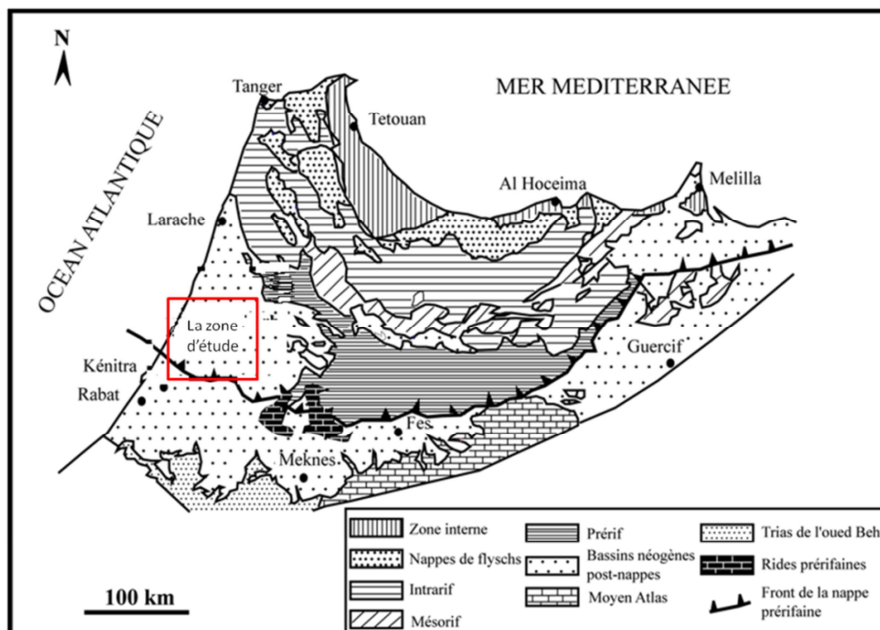 N
MER MEDITERRANEE
OCEAN ATLANTIQUE
Tanger
Tetouan
Al Hoceima
Melilla
Larache
La zone
d'étude
Kénitra
Rabat
Guercif
Fes
Meknes
100 km
Zone interne
Nappes de flyschs
Intrarif
Mésorif
Prérif
Bassins néogènes
post-nappes
Moyen Atlas
Trias de l'oued Beh
Rides prérifaines
Front de la nappe
prérifaine